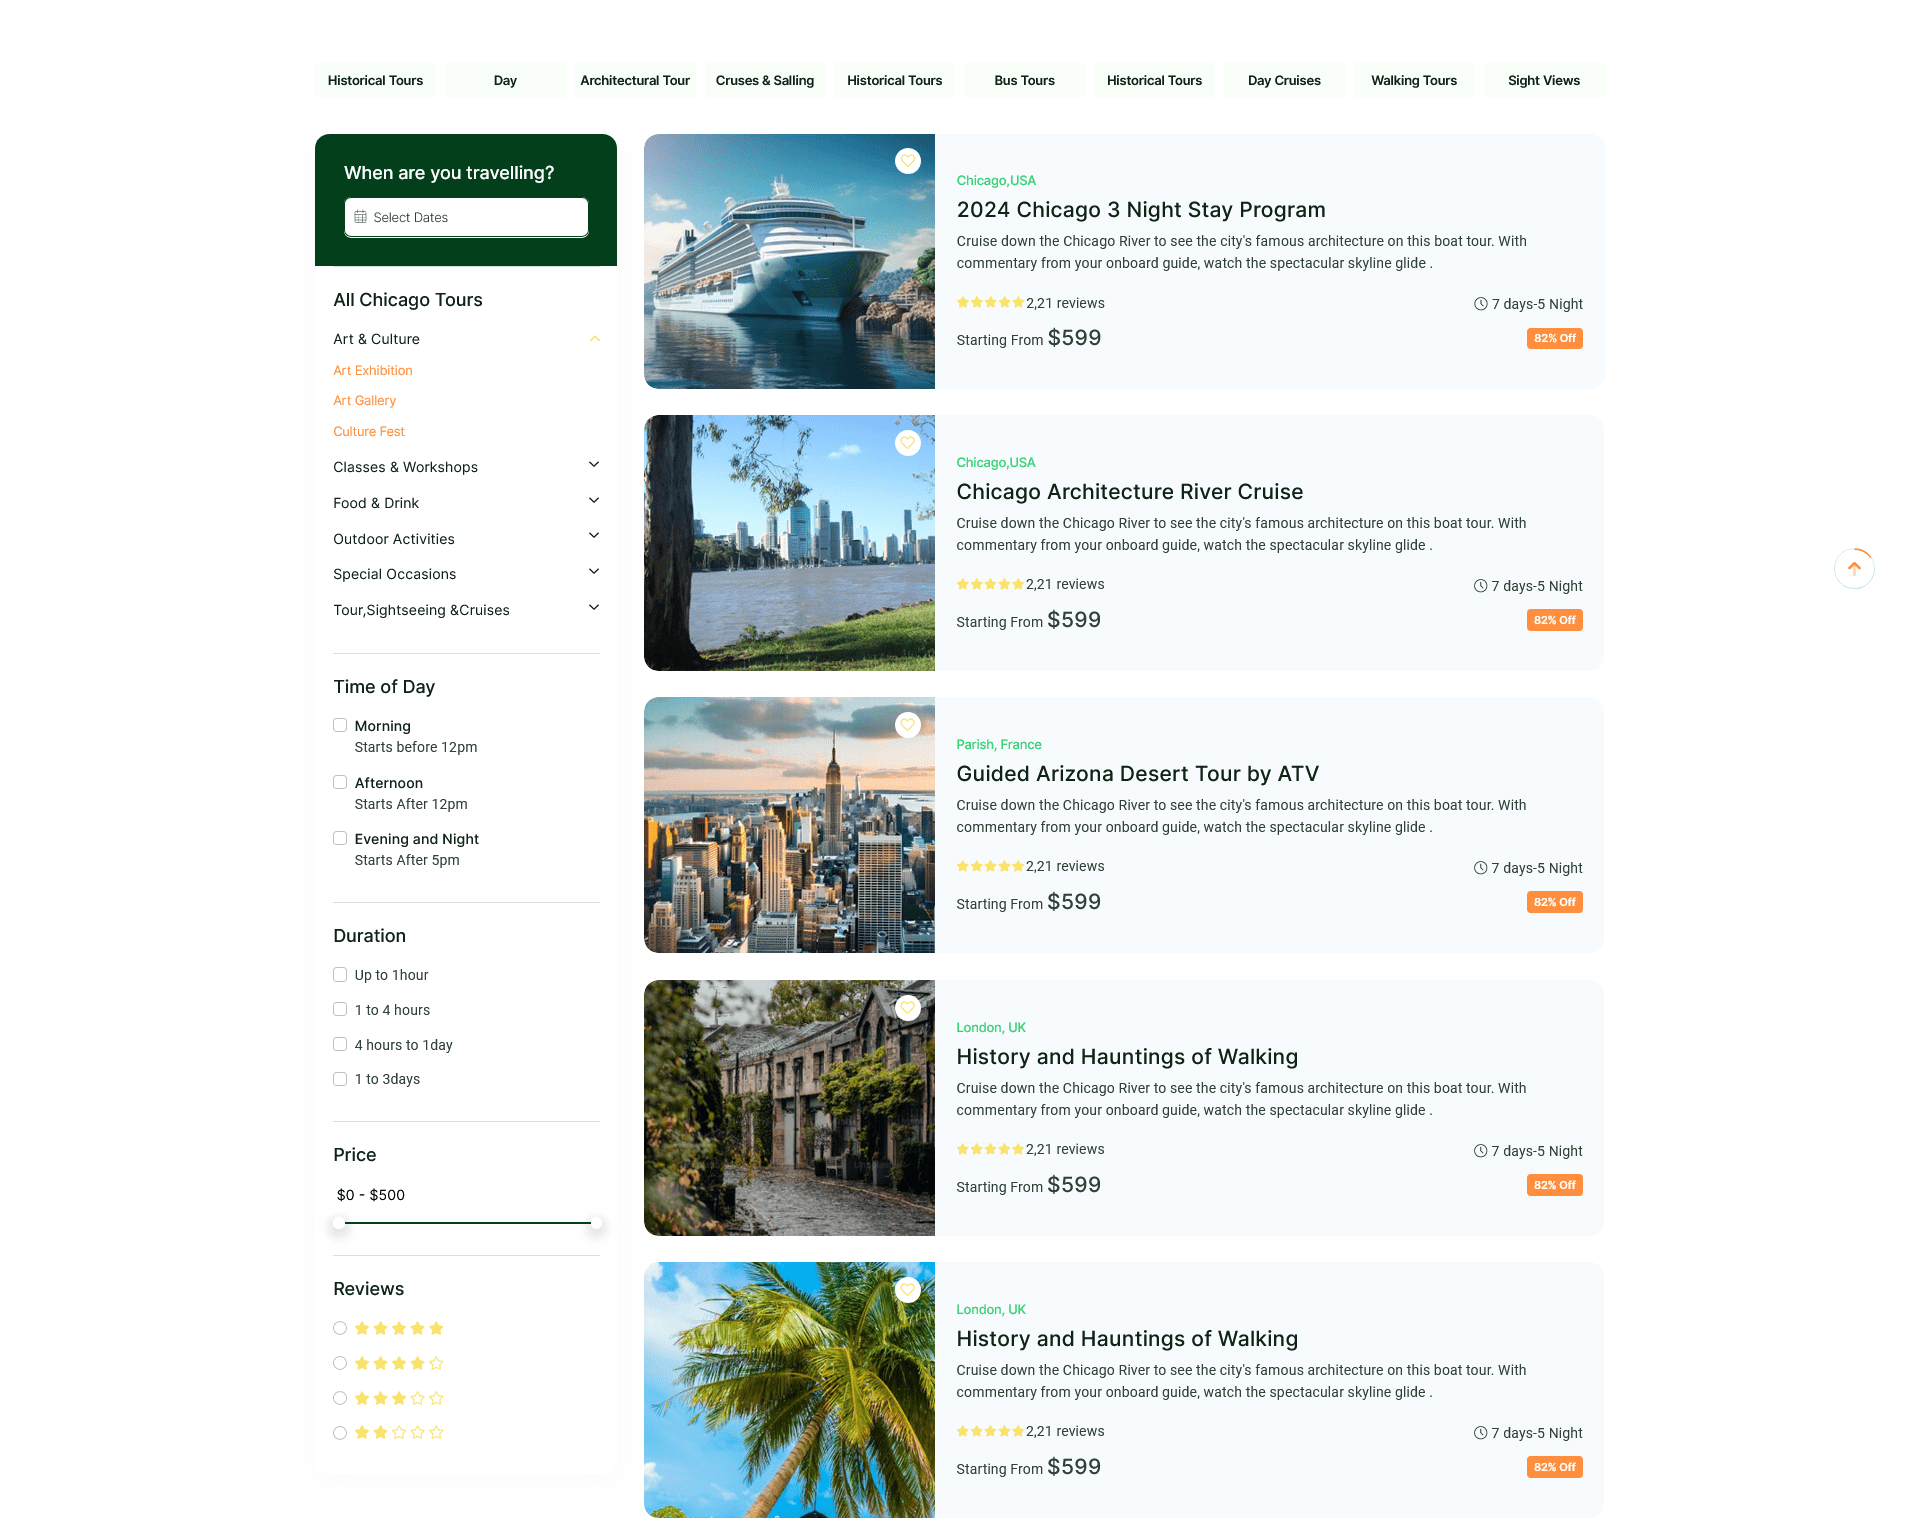 Historical Tours
Day
Architectural Tour
Cruses & Salling
Historical Tours
Bus Tours
Historical Tours
Day Cruises
Walking Tours
Sight Views
When are you travelling?
Select Dates
All Chicago Tours
Art & Culture
Art Exhibition
Art Gallery
Culture Fest
Classes & Workshops
Food & Drink
Outdoor Activities
Special Occasions
Tour,Sightseeing &Cruises
Time of Day
Morning
Starts before 12pm
Afternoon
Starts After 12pm
Evening and Night
Starts After 5pm
Duration
Up to 1hour
1 to 4 hours
4 hours to 1day
1 to 3days
Price
$0 - $500
Reviews
Chicago,USA
2024 Chicago 3 Night Stay Program
Cruise down the Chicago River to see the city's famous architecture on this boat tour. With
commentary from your onboard guide, watch the spectacular skyline glide .
2,21 reviews
7 days-5 Night
Starting From $599
82% Off
Chicago,USA
Chicago Architecture River Cruise
Cruise down the Chicago River to see the city's famous architecture on this boat tour. With
commentary from your onboard guide, watch the spectacular skyline glide .
2,21 reviews
7 days-5 Night
Starting From $599
82% Off
Parish, France
Guided Arizona Desert Tour by ATV
Cruise down the Chicago River to see the city's famous architecture on this boat tour. With
commentary from your onboard guide, watch the spectacular skyline glide .
2,21 reviews
7 days-5 Night
Starting From $599
82% Off
London, UK
History and Hauntings of Walking
Cruise down the Chicago River to see the city's famous architecture on this boat tour. With
commentary from your onboard guide, watch the spectacular skyline glide .
2,21 reviews
7 days-5 Night
Starting From $599
82% Off
London, UK
History and Hauntings of Walking
Cruise down the Chicago River to see the city's famous architecture on this boat tour. With
commentary from your onboard guide, watch the spectacular skyline glide .
2,21 reviews
7 days-5 Night
Starting From $599
82% Off